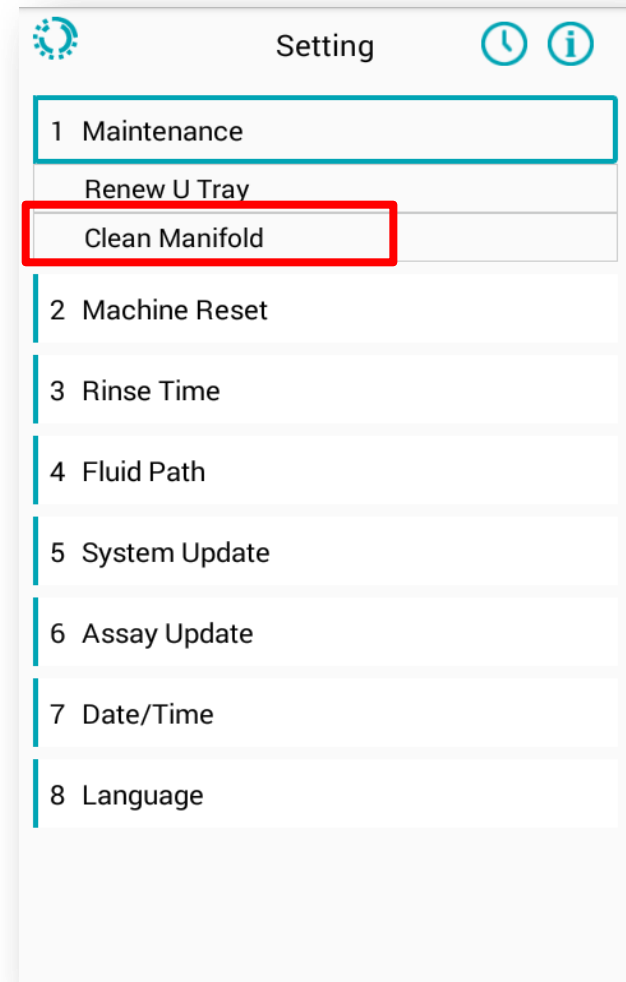 Setting
1 Maintenance
Renew U Tray
Clean Manifold
2 Machine Reset
3 Rinse Time
4 Fluid Path
5 System Update
6 Assay Update
7 Date/Time
8 Language